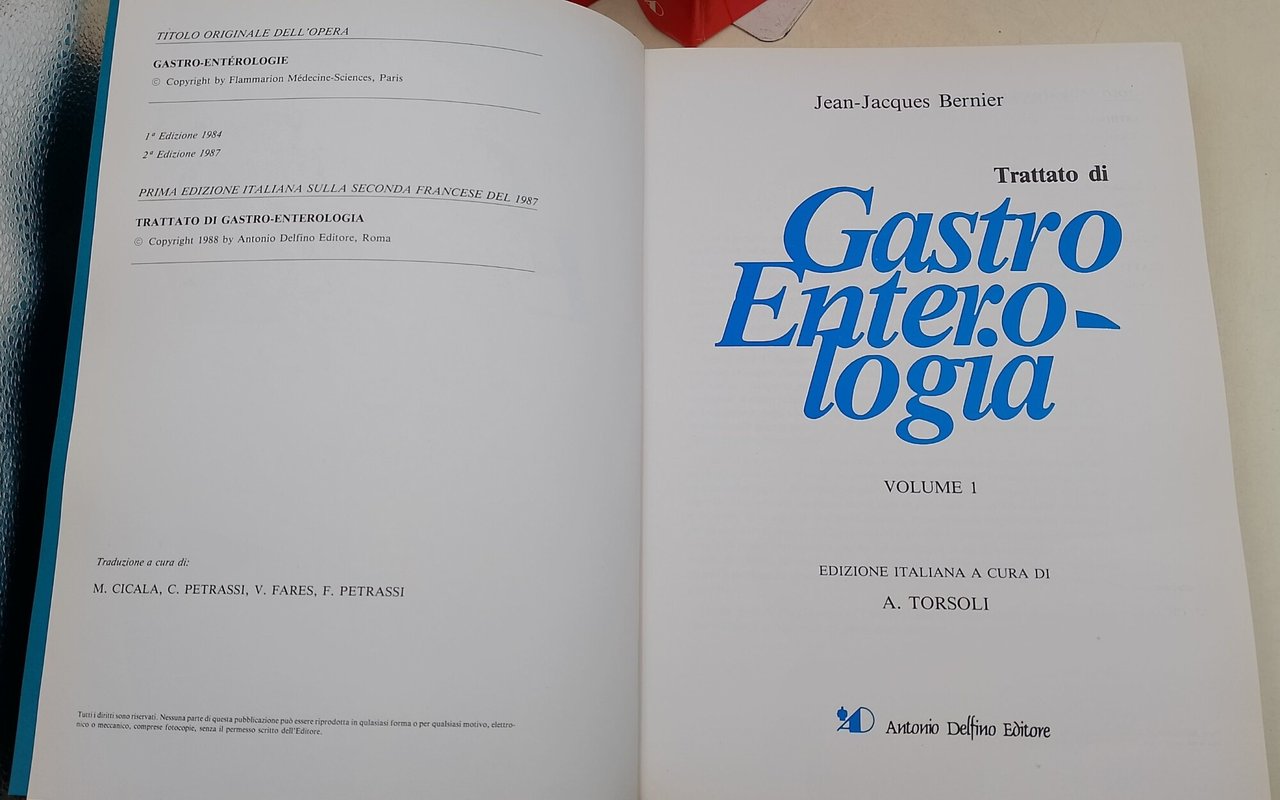 TITOLO ORIGINALE DELL'OPERA
GASTRO-ENTÉROLOGIE
© Copyright by Flammarion Médecine-Sciences, Paris
1ª Edizione 1984
2ª Edizione 1987
PRIMA EDIZIONE ITALIANA SULLA SECONDA FRANCESE DEL 1987
TRATTATO DI GASTRO-ENTEROLOGIA
© Copyright 1988 by Antonio Delfino Editore, Roma
Traduzione a cura di:
M. CICALA, C. PETRASSI, V. FARES, F. PETRASSI
Tutti i diritti sono riservati. Nessuna parte di questa pubblicazione può essere riprodotta in qulasiasi forma o per qualsiasi motivo, elettro-
nico o meccanico, comprese fotocopie, senza il permesso scritto dell'Editore.
Jean-Jacques Bernier
Trattato di
Gastro
Entero-
logia
VOLUME 1
EDIZIONE ITALIANA A CURA DI
A. TORSOLI
Antonio Delfino Editore